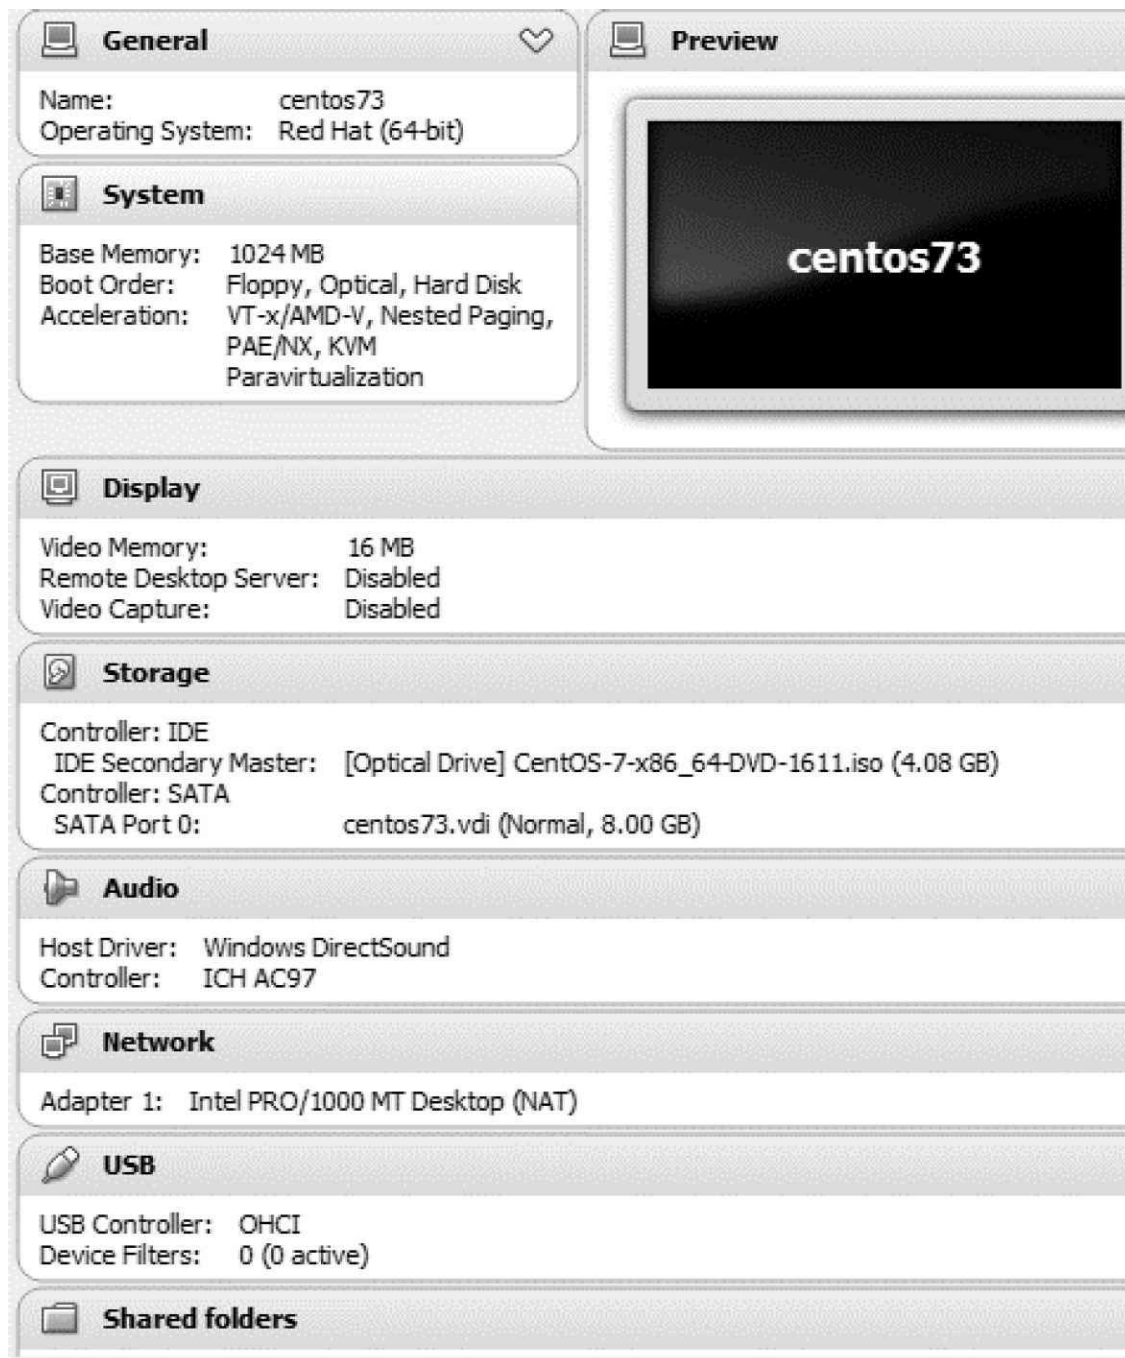 General
Name: centos73
Operating System: Red Hat (64-bit)
System
Base Memory: 1024 MB
Boot Order: Floppy, Optical, Hard Disk
Acceleration: VT-x/AMD-V, Nested Paging,
PAE/NX, KVM
Paravirtualization
Preview
centos73
Display
Video Memory: 16 MB
Remote Desktop Server: Disabled
Video Capture: Disabled
Storage
Controller: IDE
IDE Secondary Master: [Optical Drive] CentOS-7-x86_64-DVD-1611.iso (4.08 GB)
Controller: SATA
SATA Port 0: centos73.vdi (Normal, 8.00 GB)
Audio
Host Driver: Windows DirectSound
Controller: ICH AC97
Network
Adapter 1: Intel PRO/1000 MT Desktop (NAT)
USB
USB Controller: OHCI
Device Filters: 0 (0 active)
Shared folders